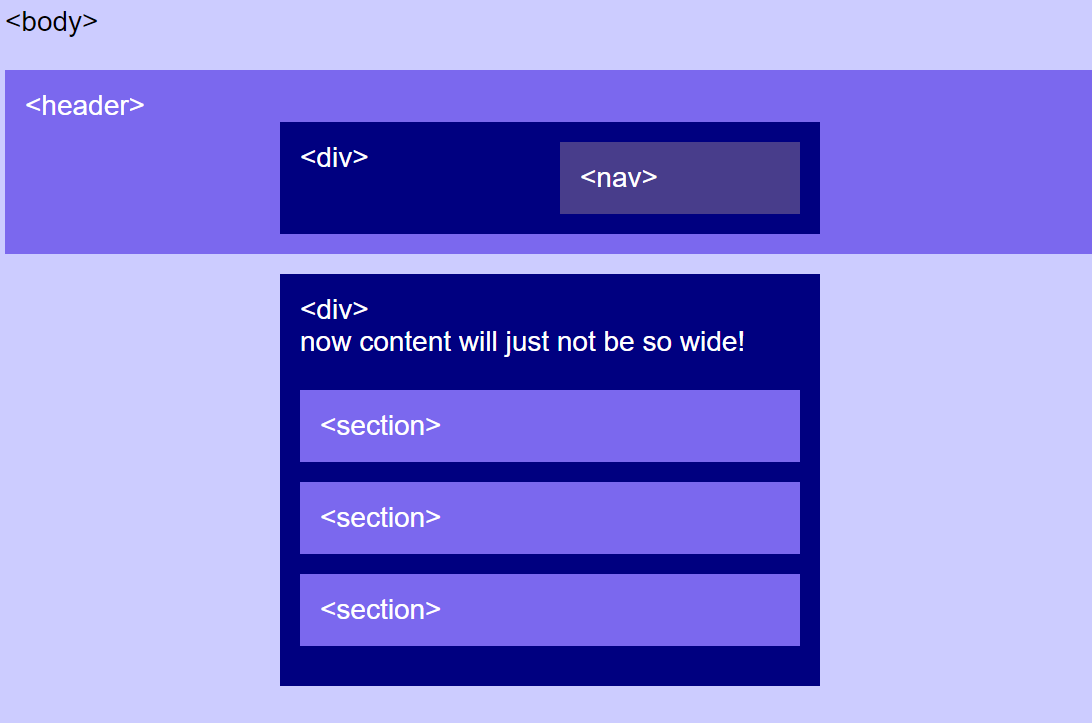 <body>
<header>
<div>
<nav>
<div>
now content will just not be so wide!
<section>
<section>
<section>